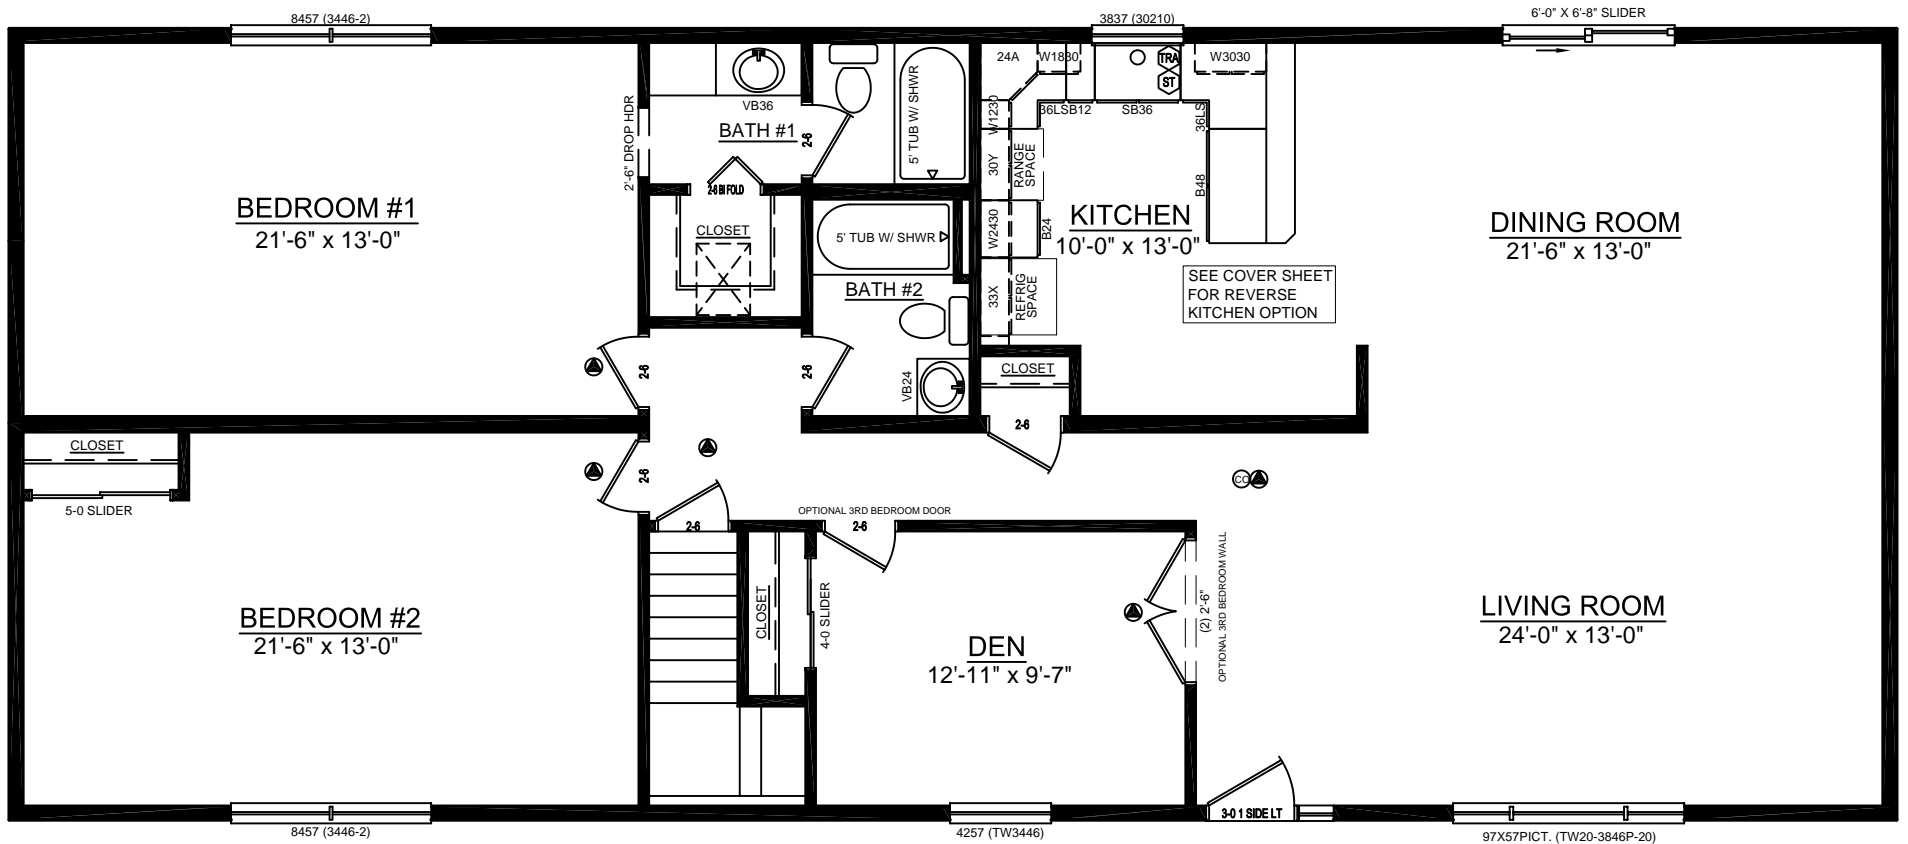 8457 (3446-2)
3837 (30210)
6'-0" X 6'-8" SLIDER
24A
W1830
TRA
ST
W3030
VB36
5' TUB W/ SHWR
2'-6" DROP HDR
BATH #1
2-6
W1230
36LS
B12
SB36
36LS
30Y
RANGE
SPACE
B48
2-6 BI FOLD
BEDROOM #1
21'-6" x 13'-0"
CLOSET
5' TUB W/ SHWR
W2430
B24
KITCHEN
10'-0" x 13'-0"
DINING ROOM
21'-6" x 13'-0"
BATH #2
33X
REFRIG
SPACE
SEE COVER SHEET
FOR REVERSE
KITCHEN OPTION
2-6
2-6
VB24
CLOSET
2-6
CLOSET
5-0 SLIDER
2-6
CO
2-6
OPTIONAL 3RD BEDROOM DOOR
2-6
CLOSET
4-0 SLIDER
(2) 2'-6"
OPTIONAL 3RD BEDROOM WALL
BEDROOM #2
21'-6" x 13'-0"
DEN
12'-11" x 9'-7"
LIVING ROOM
24'-0" x 13'-0"
3-0 1 SIDE LT
8457 (3446-2)
4257 (TW3446)
97X57PICT. (TW20-3846P-20)